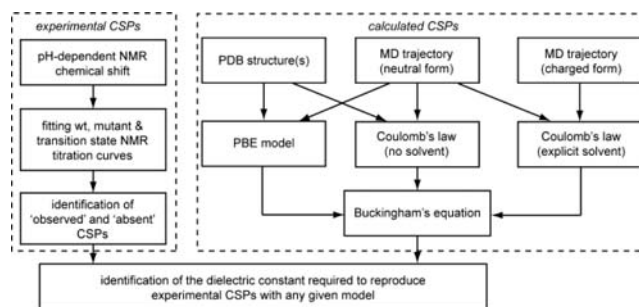 experimental CSPs
pH-dependent NMR
chemical shift
fitting wt, mutant &
transition state NMR
titration curves
identification of
‘observed’ and ‘absent’
CSPs
calculated CSPs
PDB structure(s)
MD trajectory
(neutral form)
MD trajectory
(charged form)
PBE model
Coulomb's law
(no solvent)
Coulomb's law
(explicit solvent)
Buckingham's equation
identification of the dielectric constant required to reproduce
experimental CSPs with any given model